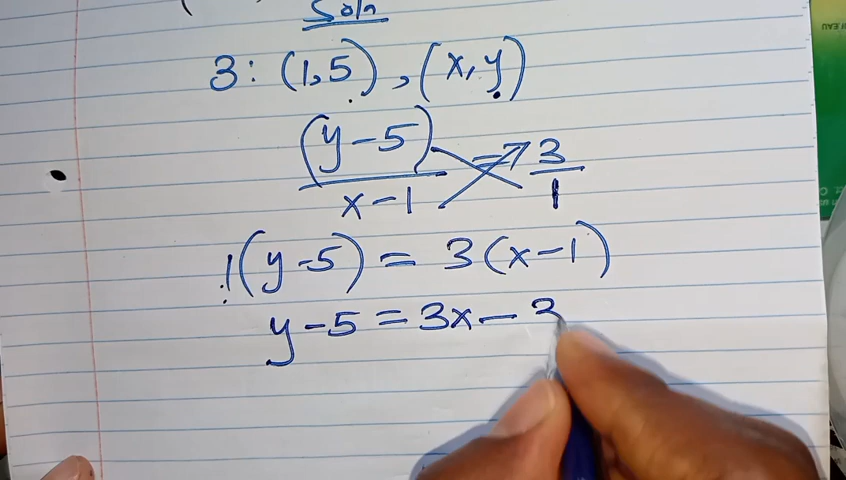 Soln
3: (1,5), (x,y)
(y-5)/x-1 = 3/1
1(y-5) = 3(x-1)
y-5 = 3x-3